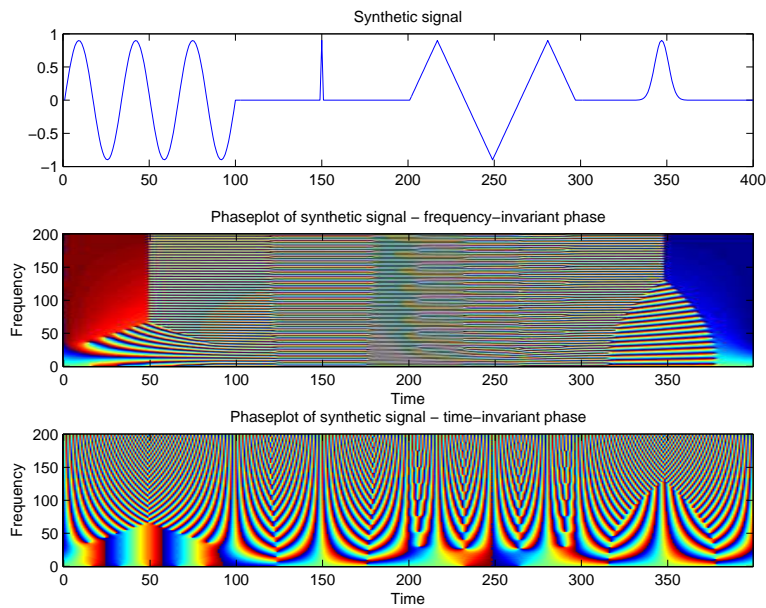 Synthetic signal
1
0.5
0
−0.5
−1
0 50 100 150 200 250 300 350 400
Phaseplot of synthetic signal − frequency−invariant phase
200
150
100
50
0
Frequency
0 50 100 150 200 250 300 350
Time
Phaseplot of synthetic signal − time−invariant phase
200
150
100
50
0
Frequency
0 50 100 150 200 250 300 350
Time